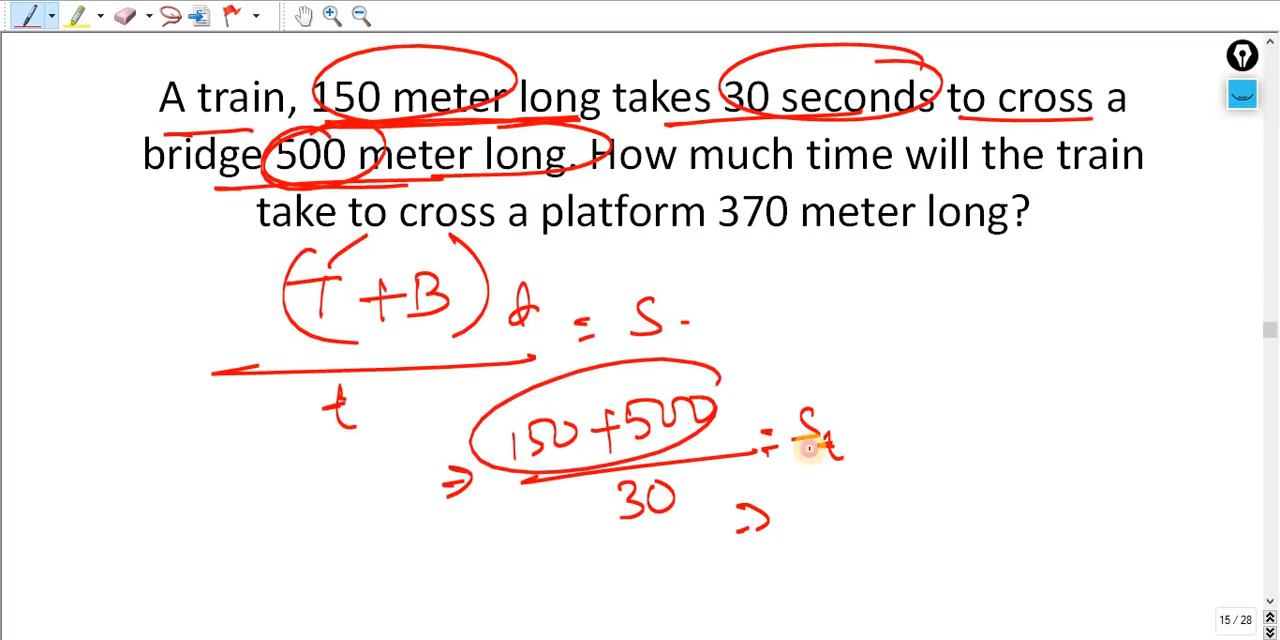 A train, 150 meter long takes 30 seconds to cross a
bridge 500 meter long. How much time will the train
take to cross a platform 370 meter long?
(T + B) d
= S
t
⇒ 150 + 500 = St
30
⇒
15 / 28